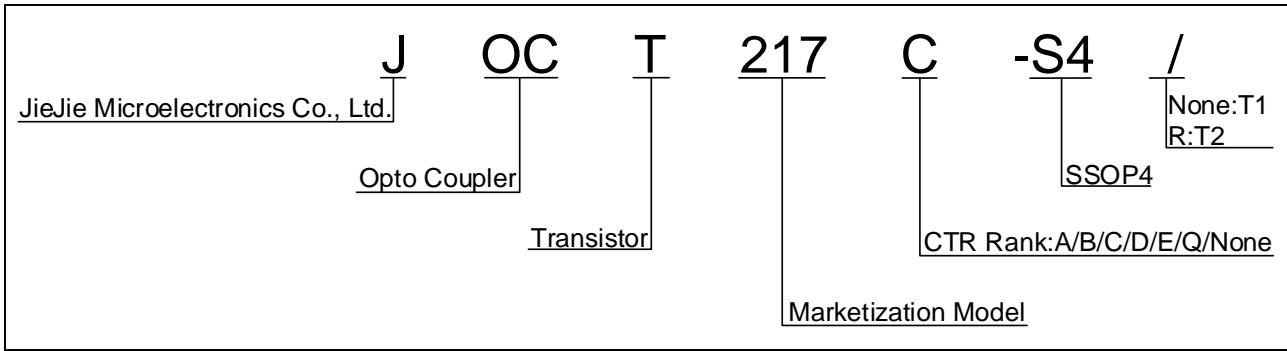 J OC T 217 C -S4 /
JieJie Microelectronics Co., Ltd.
None:T1
R:T2
Opto Coupler
SSOP4
Transistor
CTR Rank:A/B/C/D/E/Q/None
Marketization Model